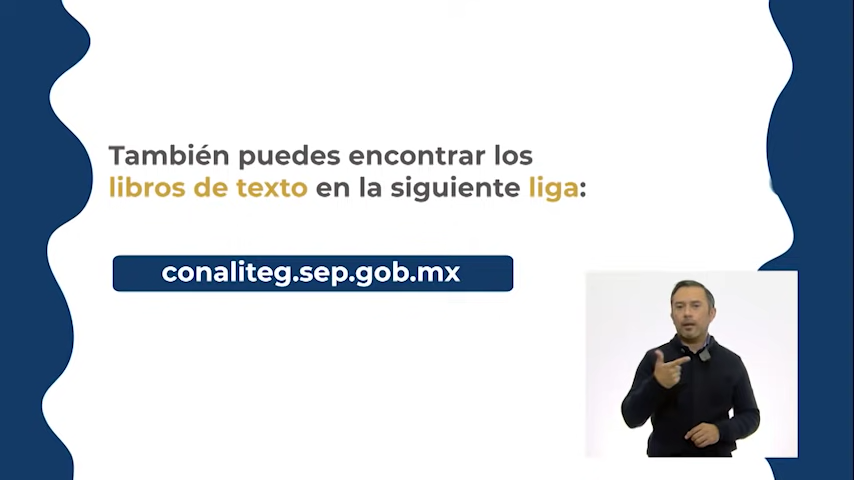 También puedes encontrar los
libros de texto en la siguiente liga:
conaliteg.sep.gob.mx